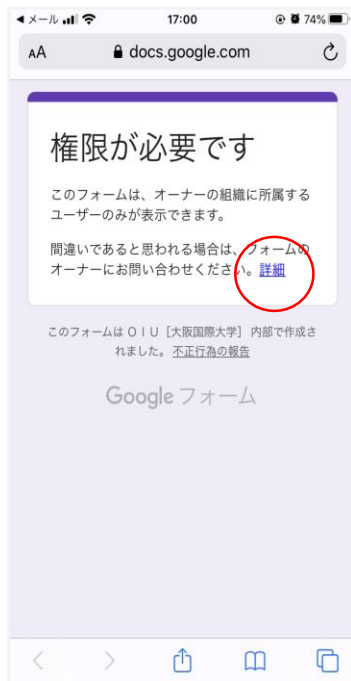 メール 17:00 74%
AA docs.google.com
権限が必要です
このフォームは、オーナーの組織に所属する
ユーザーのみが表示できます。
間違いであると思われる場合は、フォームの
オーナーにお問い合わせください。詳細
このフォームは OIU［大阪国際大学］ 内部で作成さ
れました。 不正行為の報告
Google フォーム